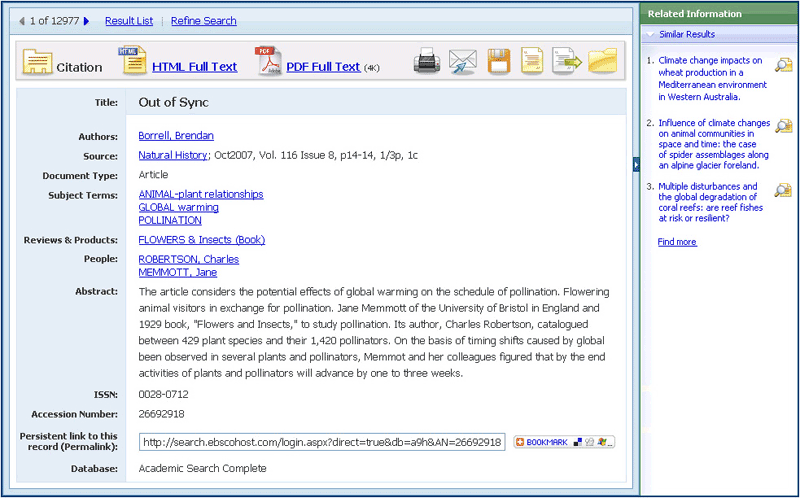 1 of 12977 Result List Refine Search
Citation HTML Full Text PDF Full Text (4K)
Title: Out of Sync
Authors: Borrell, Brendan
Source: Natural History; Oct2007, Vol. 116 Issue 8, p14-14, 1/3p, 1c
Document Type: Article
Subject Terms: ANIMAL-plant relationships
GLOBAL warming
POLLINATION
Reviews & Products: FLOWERS & Insects (Book)
People: ROBERTSON, Charles
MEMMOTT, Jane
Abstract: The article considers the potential effects of global warming on the schedule of pollination. Flowering
animal visitors in exchange for pollination. Jane Memmott of the University of Bristol in England and
1929 book, "Flowers and Insects," to study pollination. Its author, Charles Robertson, catalogued
between 429 plant species and their 1,420 pollinators. On the basis of timing shifts caused by global
been observed in several plants and pollinators, Memmot and her colleagues figured that by the end
activities of plants and pollinators will advance by one to three weeks.
ISSN: 0028-0712
Accession Number: 26692918
Persistent link to this
record (Permalink): http://search.ebscohost.com/login.aspx?direct=true&db=a9h&AN=26692918 BOOKMARK
Database: Academic Search Complete
Related Information
Similar Results
1. Climate change impacts on
wheat production in a
Mediterranean environment
in Western Australia.
2. Influence of climate changes
on animal communities in
space and time: the case
of spider assemblages along
an alpine glacier foreland.
3. Multiple disturbances and
the global degradation of
coral reefs: are reef fishes
at risk or resilient?
Find more